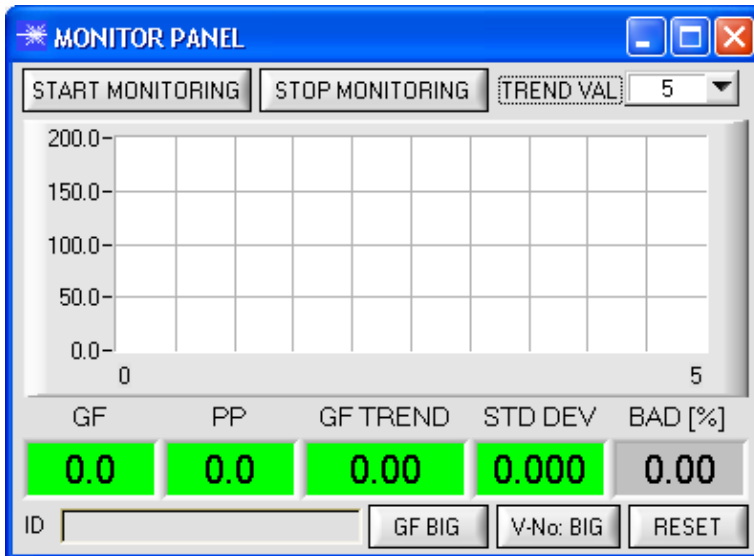 MONITOR PANEL
START MONITORING STOP MONITORING TREND VAL 5
200.0
150.0
100.0
50.0
0.0
0 5
GF PP GF TREND STD DEV BAD [%]
0.0 0.0 0.00 0.000 0.00
ID GF BIG V-No: BIG RESET